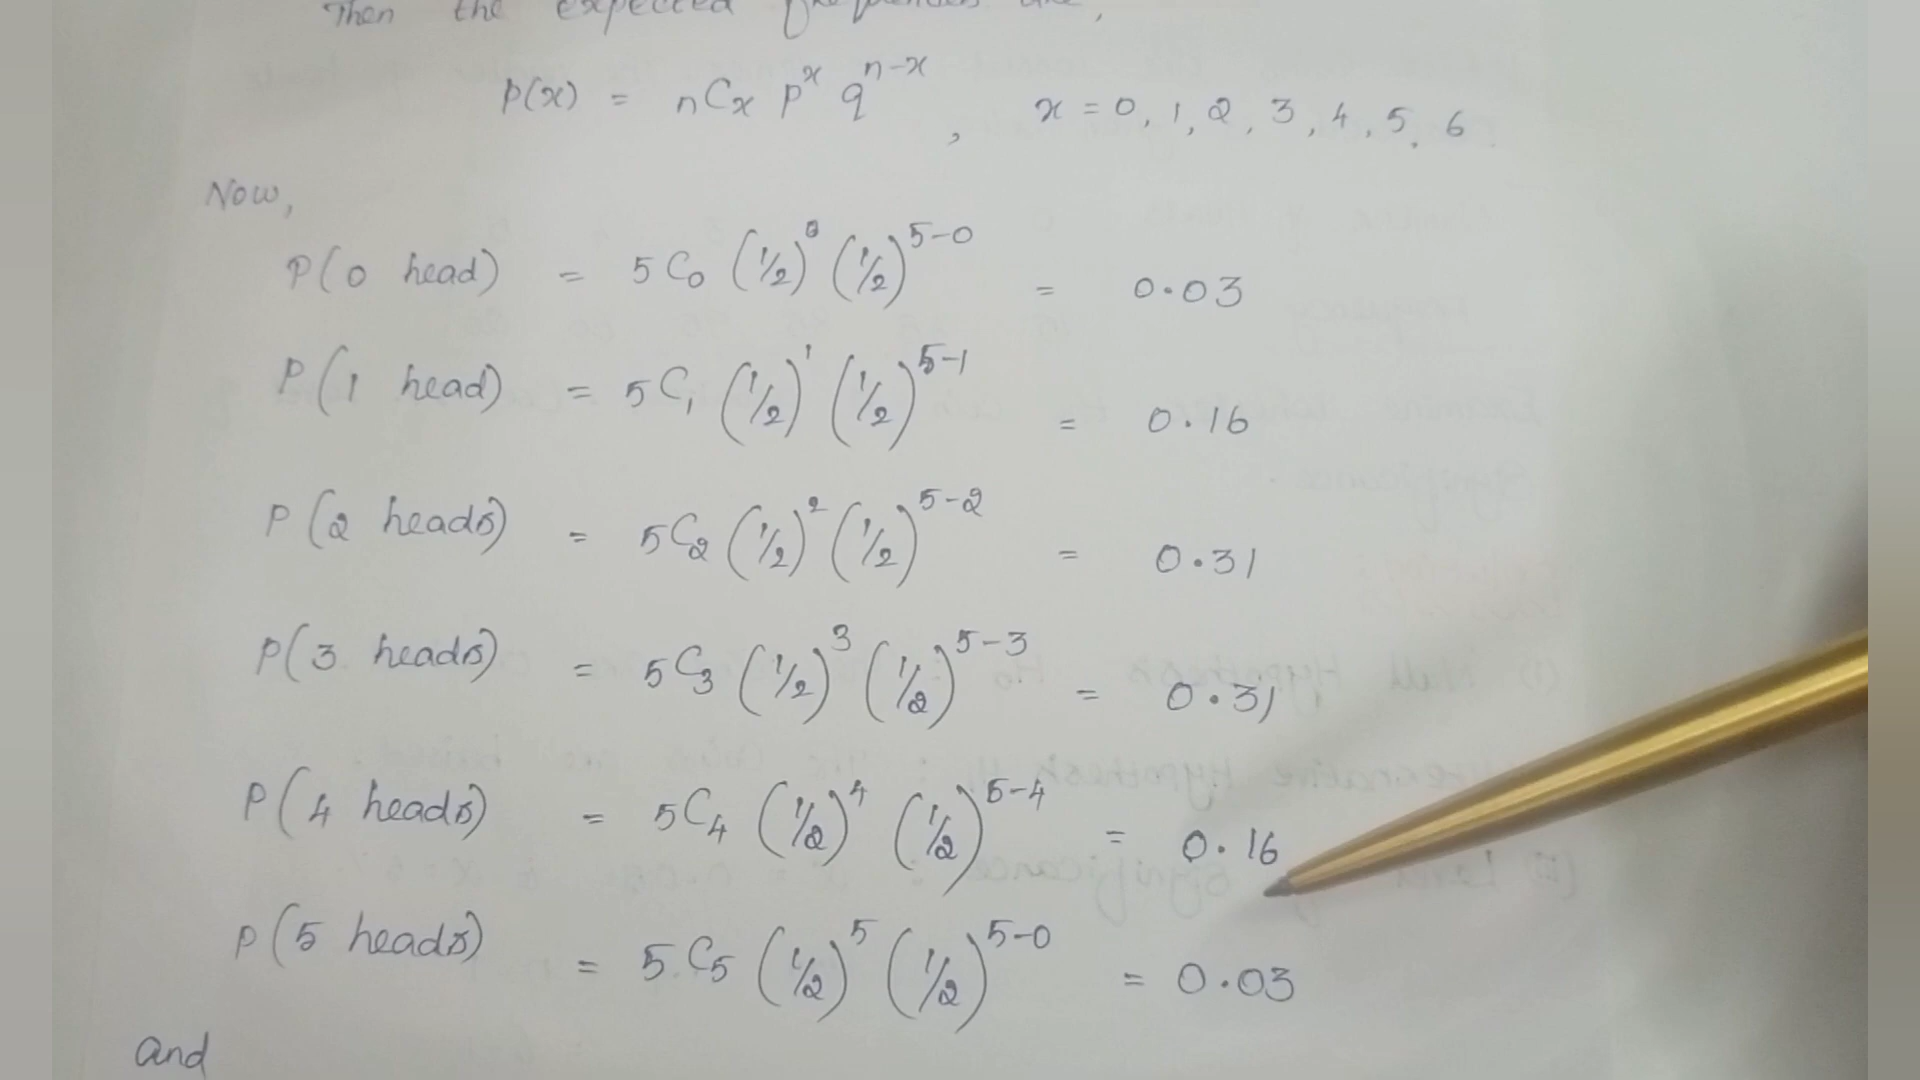 Then the expected frequencies are,
P(x) = nCx p^x q^n-x, x = 0, 1, 2, 3, 4, 5, 6
Now,
P(0 head) = 5C0 (1/2)^0 (1/2)^5-0 = 0.03
P(1 head) = 5C1 (1/2)^1 (1/2)^5-1 = 0.16
P(2 heads) = 5C2 (1/2)^2 (1/2)^5-2 = 0.31
P(3 heads) = 5C3 (1/2)^3 (1/2)^5-3 = 0.31
P(4 heads) = 5C4 (1/2)^4 (1/2)^5-4 = 0.16
P(5 heads) = 5C5 (1/2)^5 (1/2)^5-0 = 0.03
and